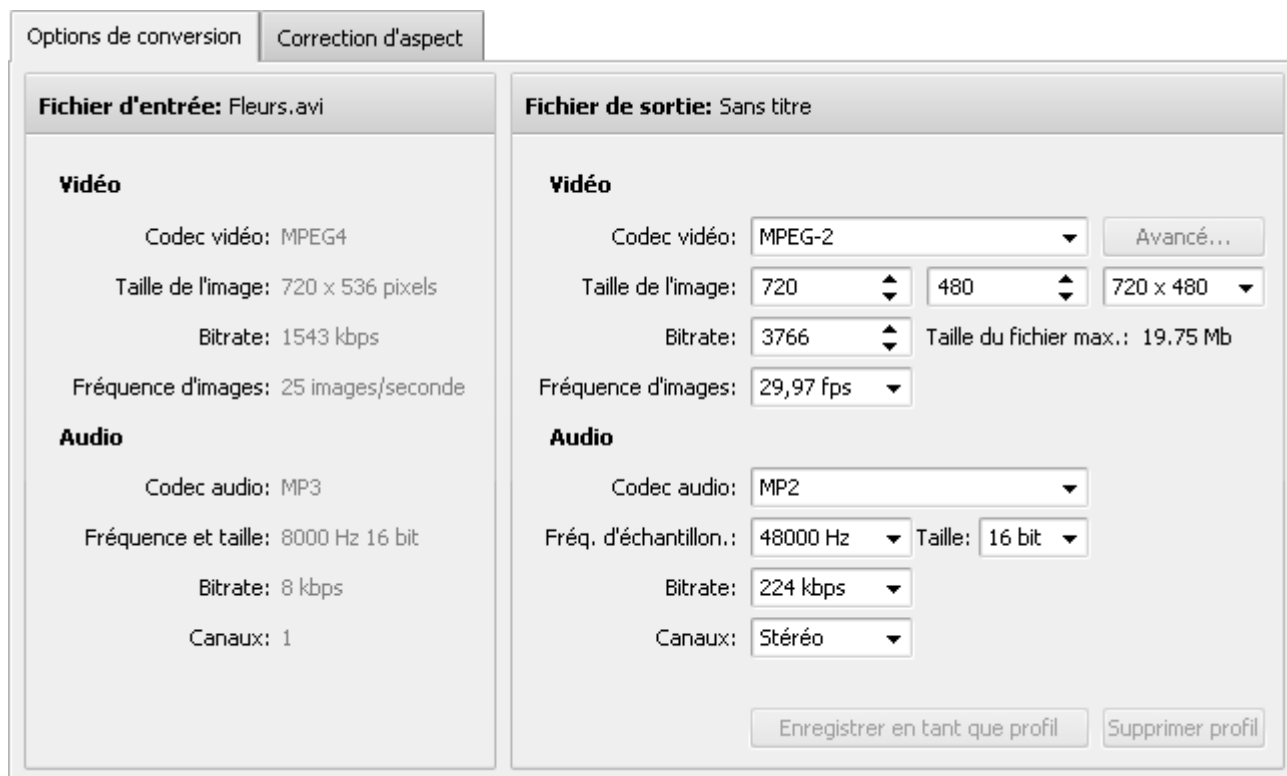 Options de conversion
Correction d'aspect
Fichier d'entrée: Fleurs.avi
Vidéo
Codec vidéo: MPEG4
Taille de l'image: 720 x 536 pixels
Bitrate: 1543 kbps
Fréquence d'images: 25 images/seconde
Audio
Codec audio: MP3
Fréquence et taille: 8000 Hz 16 bit
Bitrate: 8 kbps
Canaux: 1
Fichier de sortie: Sans titre
Vidéo
Codec vidéo: MPEG-2 Avancé...
Taille de l'image: 720 480 720 x 480
Bitrate: 3766 Taille du fichier max.: 19.75 Mb
Fréquence d'images: 29,97 fps
Audio
Codec audio: MP2
Fréq. d'échantillon.: 48000 Hz Taille: 16 bit
Bitrate: 224 kbps
Canaux: Stéréo
Enregistrer en tant que profil Supprimer profil